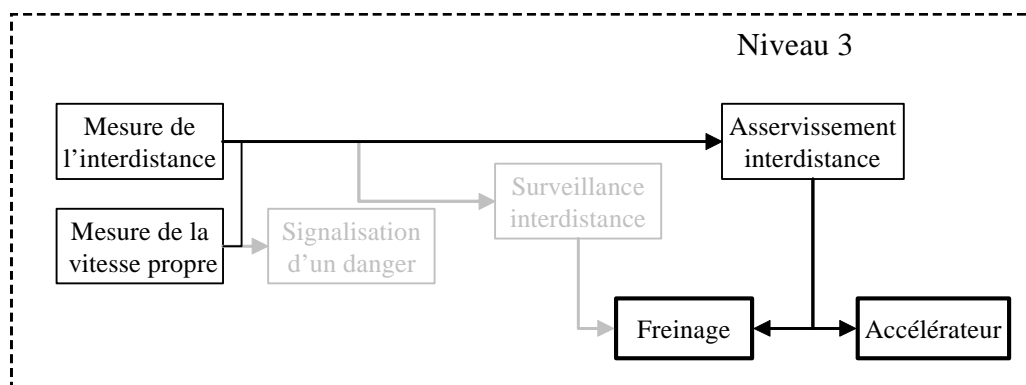 Niveau 3
Mesure de
l'interdistance
Asservissement
interdistance
Surveillance
interdistance
Mesure de la
vitesse propre
Signalisation
d'un danger
Freinage
Accélérateur